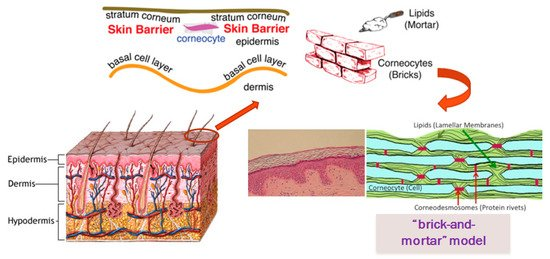 stratum corneum stratum corneum
Skin Barrier Skin Barrier
corneocyte
epidermis
basal cell layer basal cell layer
dermis
Lipids
(Mortar)
Corneocytes
(Bricks)
Epidermis
Dermis
Hypodermis
Lipids (Lamellar Membranes)
Corneocyte (Cell)
Corneodesmosomes (Protein rivets)
"brick-and-
mortar" model